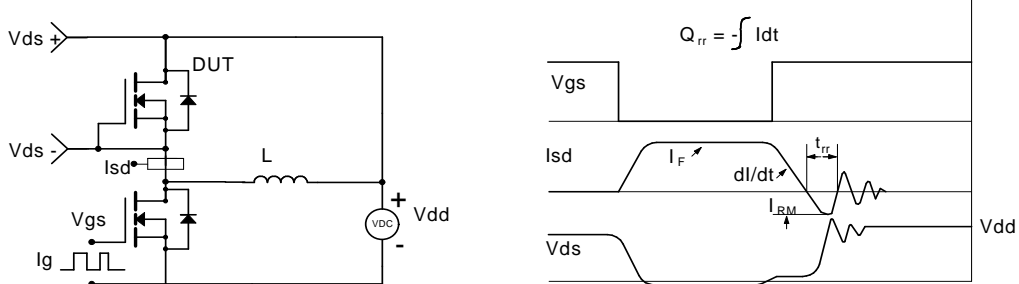 Vds +
DUT
Vds -
Isd
L
Vgs
Ig
+
VDC
-
Vdd
Q rr = - ∫ Idt
Vgs
Isd
I F
dI/dt
t rr
I RM
Vds
Vdd